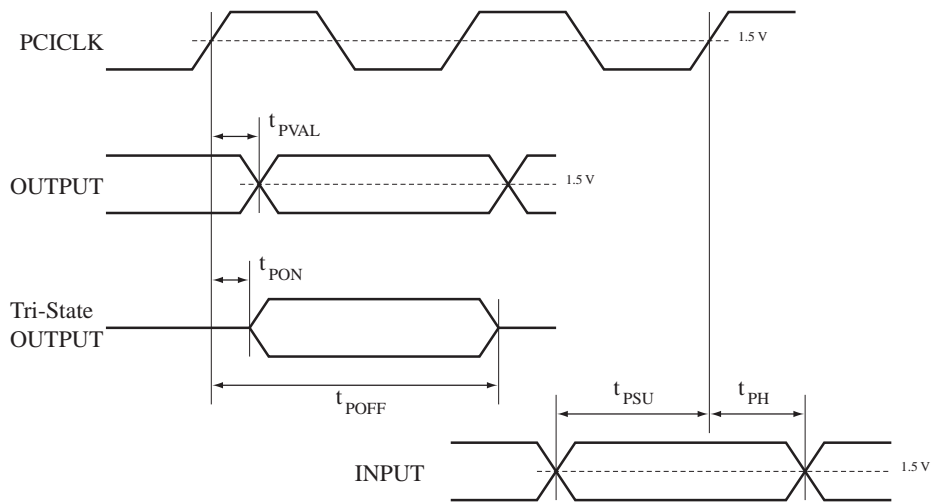 PCICLK
1.5 V
t PVAL
OUTPUT
1.5 V
t PON
Tri-State
OUTPUT
t POFF
t PSU
t PH
INPUT
1.5 V